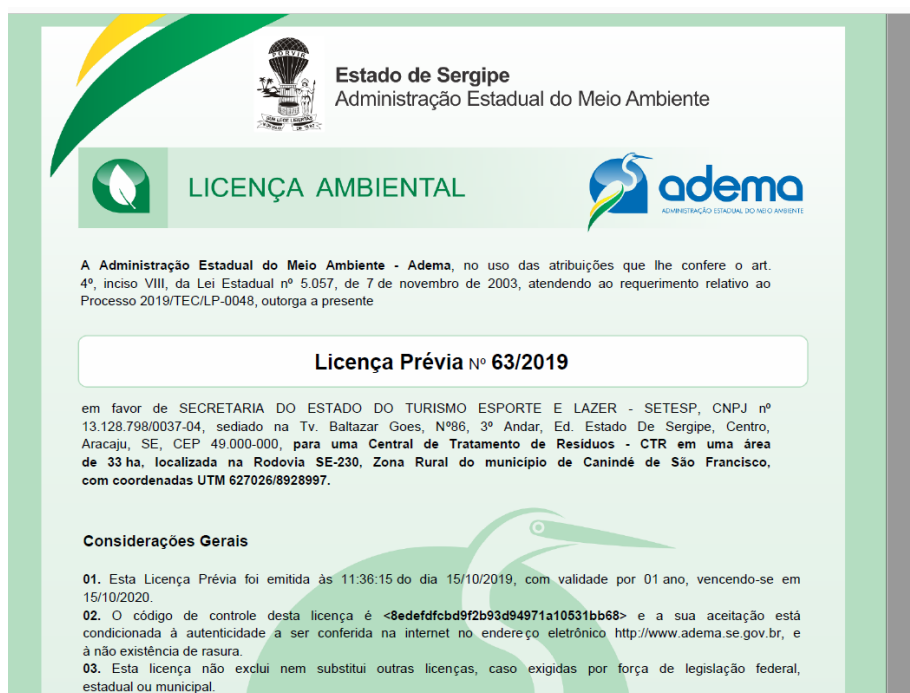 PORVIR
Estado de Sergipe
Administração Estadual do Meio Ambiente
LICENÇA AMBIENTAL
adema
ADMINISTRAÇÃO ESTADUAL DO MEIO AMBIENTE
A Administração Estadual do Meio Ambiente - Adema, no uso das atribuições que lhe confere o art.
4º, inciso VIII, da Lei Estadual nº 5.057, de 7 de novembro de 2003, atendendo ao requerimento relativo ao
Processo 2019/TEC/LP-0048, outorga a presente
Licença Prévia Nº 63/2019
em favor de SECRETARIA DO ESTADO DO TURISMO ESPORTE E LAZER - SETESP, CNPJ nº
13.128.798/0037-04, sediado na Tv. Baltazar Goes, Nº86, 3º Andar, Ed. Estado De Sergipe, Centro,
Aracaju, SE, CEP 49.000-000, para uma Central de Tratamento de Resíduos - CTR em uma área
de 33 ha, localizada na Rodovia SE-230, Zona Rural do município de Canindé de São Francisco,
com coordenadas UTM 627026/8928997.
Considerações Gerais
01. Esta Licença Prévia foi emitida às 11:36:15 do dia 15/10/2019, com validade por 01 ano, vencendo-se em
15/10/2020.
02. O código de controle desta licença é <8edefdfcbd9f2b93d94971a10531bb68> e a sua aceitação está
condicionada à autenticidade a ser conferida na internet no endereço eletrônico http://www.adema.se.gov.br, e
à não existência de rasura.
03. Esta licença não exclui nem substitui outras licenças, caso exigidas por força de legislação federal,
estadual ou municipal.